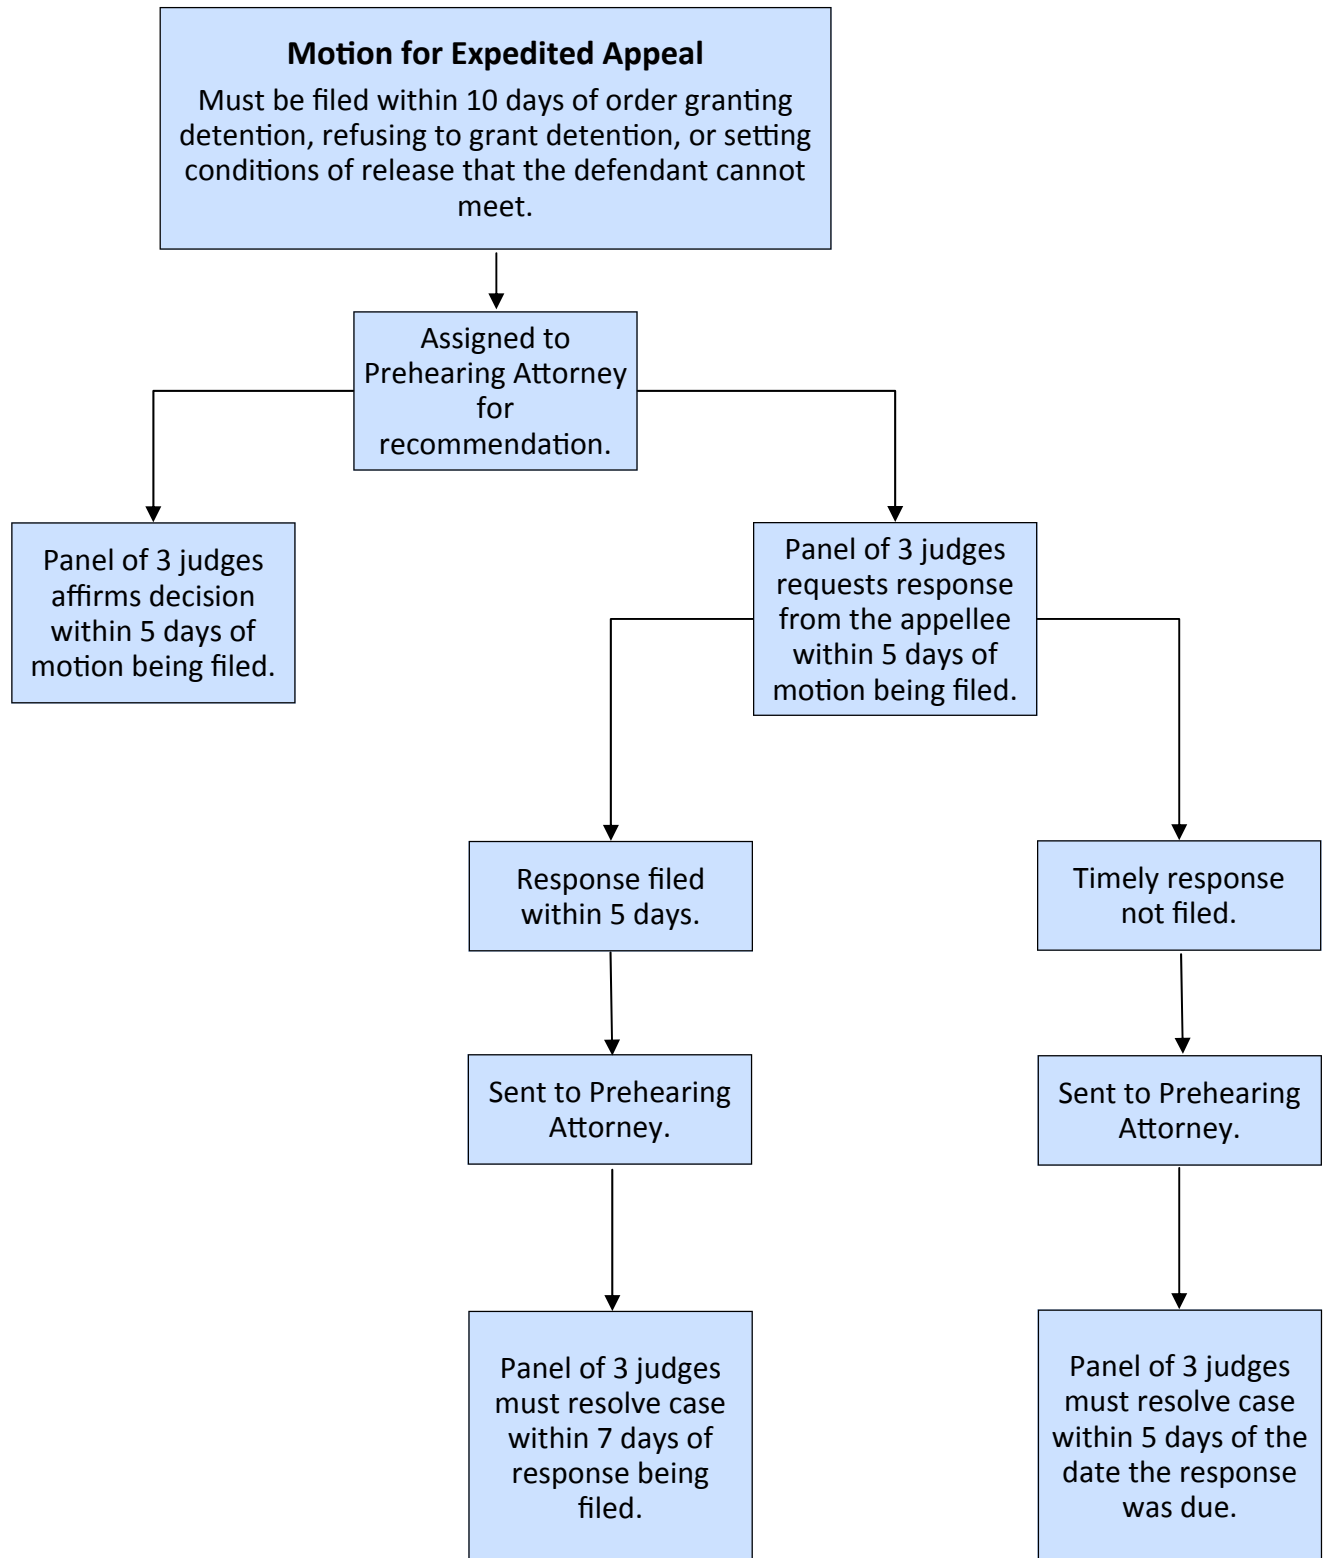 Motion for Expedited Appeal
Must be filed within 10 days of order granting
detention, refusing to grant detention, or setting
conditions of release that the defendant cannot
meet.
Assigned to
Prehearing Attorney
for
recommendation.
Panel of 3 judges
affirms decision
within 5 days of
motion being filed.
Panel of 3 judges
requests response
from the appellee
within 5 days of
motion being filed.
Response filed
within 5 days.
Timely response
not filed.
Sent to Prehearing
Attorney.
Sent to Prehearing
Attorney.
Panel of 3 judges
must resolve case
within 7 days of
response being
filed.
Panel of 3 judges
must resolve case
within 5 days of the
date the response
was due.